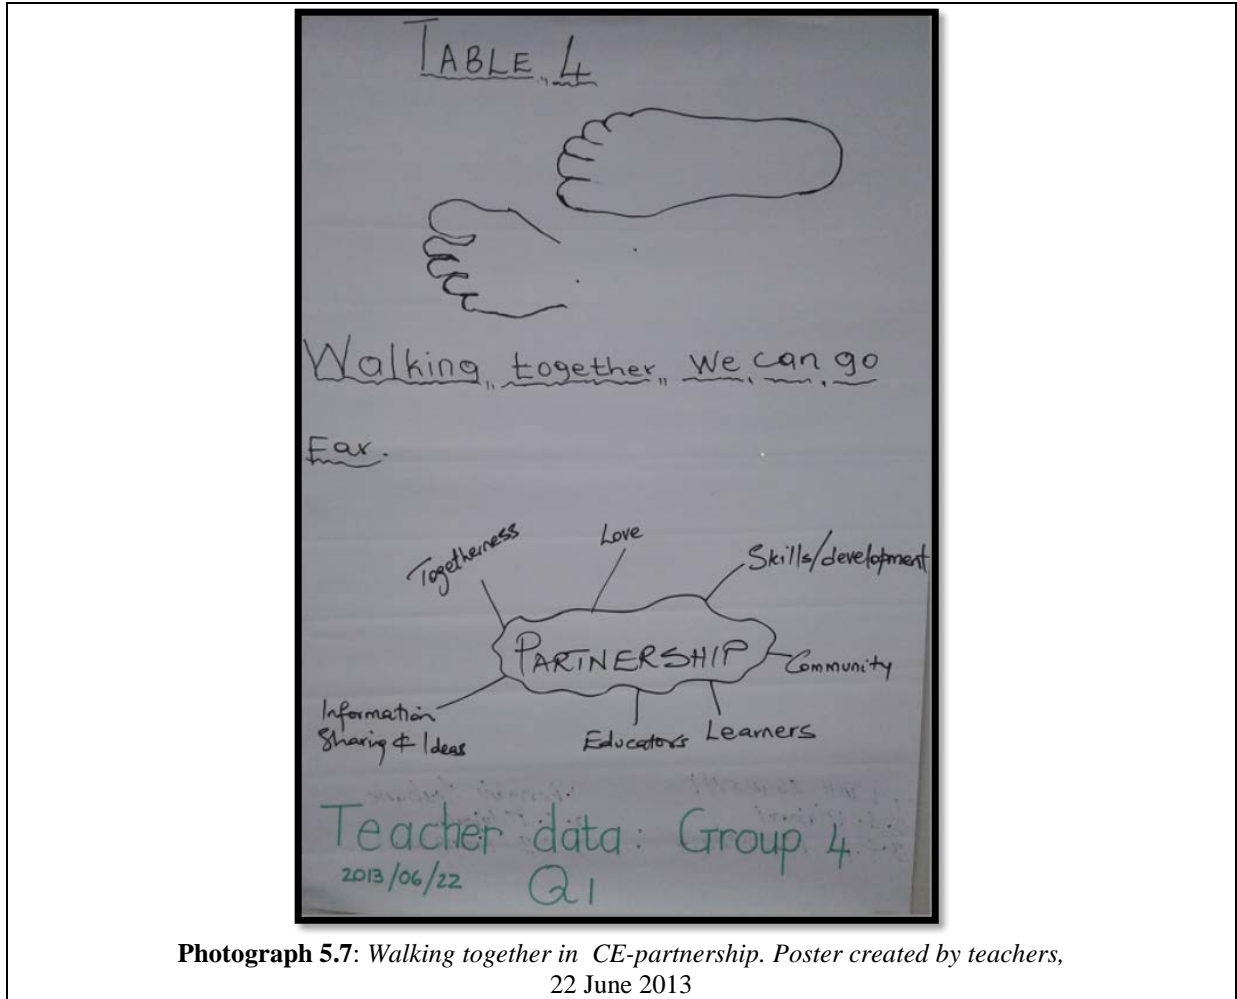 TABLE 4
Walking together we can go
Far.
Togetherness
Love
Skills/development
PARTNERSHIP
Community
Information
Sharing & Ideas
Educators
Learners
Teacher data: Group 4
2013/06/22 Q1
Photograph 5.7: Walking together in CE-partnership. Poster created by teachers,
22 June 2013